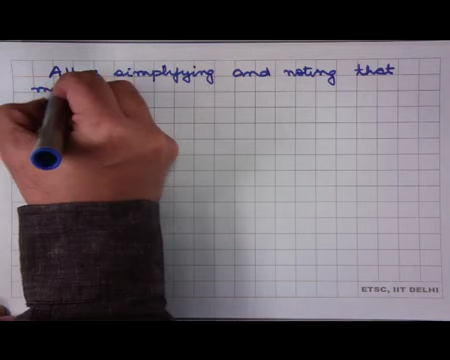 simplifying and noting that
ETSC, IIT DELHI